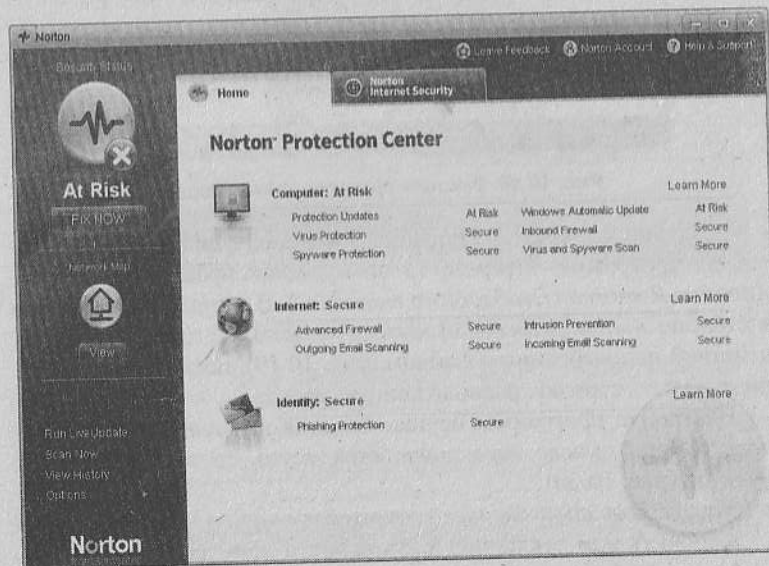 Norton
Leave Feedback Norton Account Help & Support
Security Status
Home
Norton Internet Security
Norton Protection Center
At Risk
FIX NOW
Computer: At Risk Learn More
Protection Updates At Risk Windows Automatic Update At Risk
Virus Protection Secure Inbound Firewall Secure
Spyware Protection Secure Virus and Spyware Scan Secure
Network Map
View
Internet: Secure Learn More
Advanced Firewall Secure Intrusion Prevention Secure
Outgoing Email Scanning Secure Incoming Email Scanning Secure
Identity: Secure Learn More
Phishing Protection Secure
Run LiveUpdate
Scan Now
View History
Options
Norton